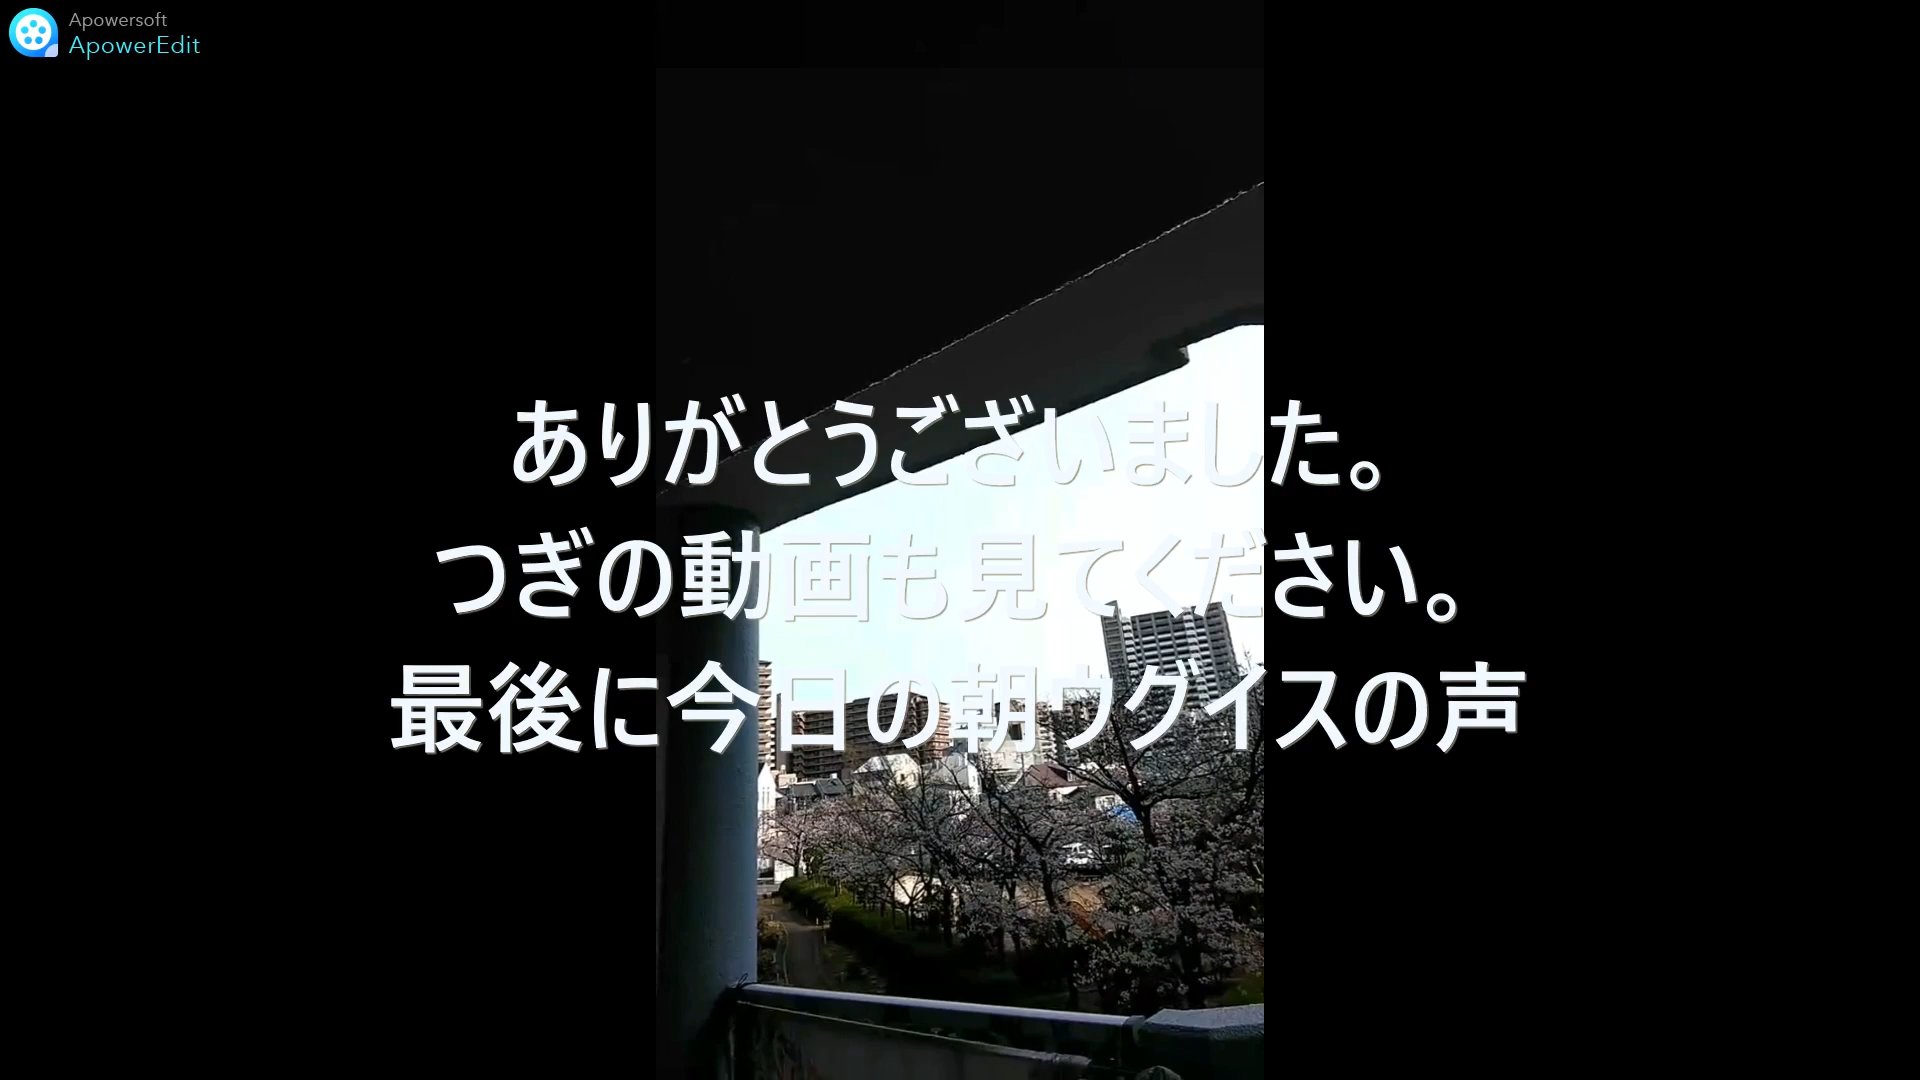 Apowersoft
ApowerEdit
ありがとうございました。
つぎの動画も見てください。
最後に今日の朝ウグイスの声